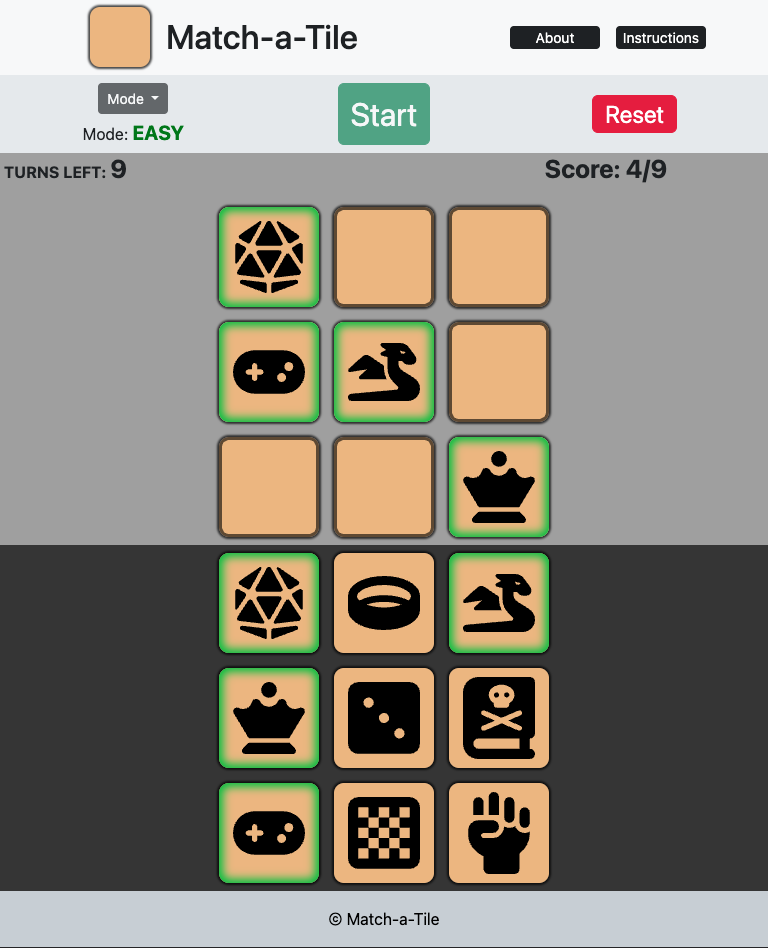 Match-a-Tile
About
Instructions
Mode
Start
Reset
Mode: EASY
TURNS LEFT: 9
Score: 4/9
© Match-a-Tile